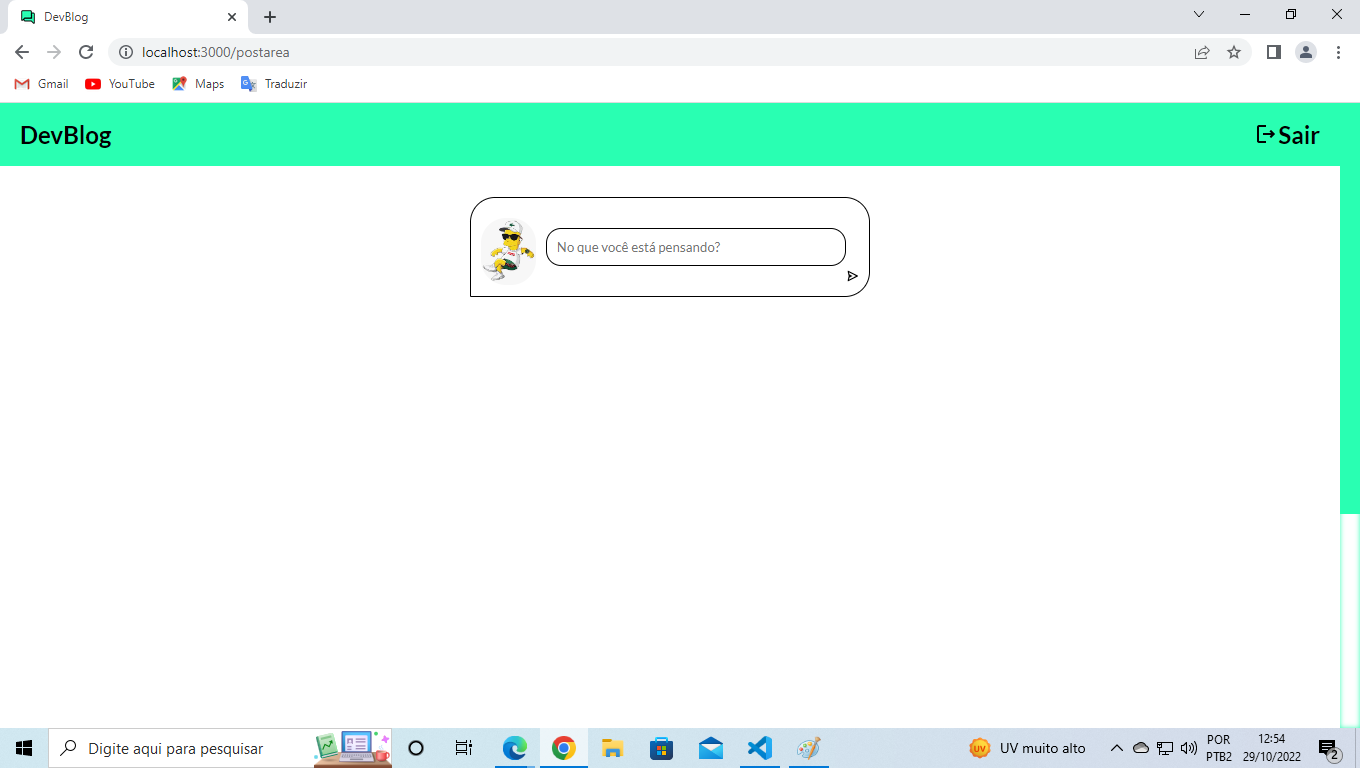 DevBlog
localhost:3000/postarea
Gmail
YouTube
Maps
Traduzir
DevBlog
Sair
No que você está pensando?
Digite aqui para pesquisar
UV
UV muito alto
POR
PTB2
12:54
29/10/2022
2